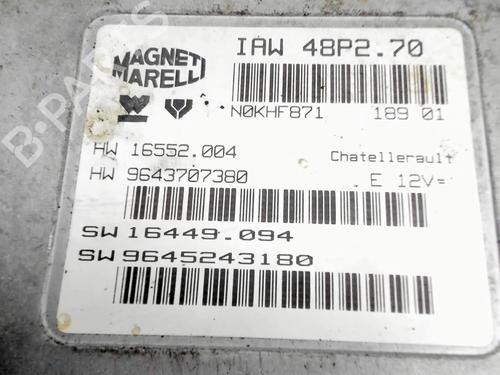 MAGNETI MARELLI
IAW 48P2.70
N0KHF871 189 01
HW 16552.004 Chatellerault
HW 9643707380 E 12V=
SW 16449.094
SW 9645243180
B-PARTS